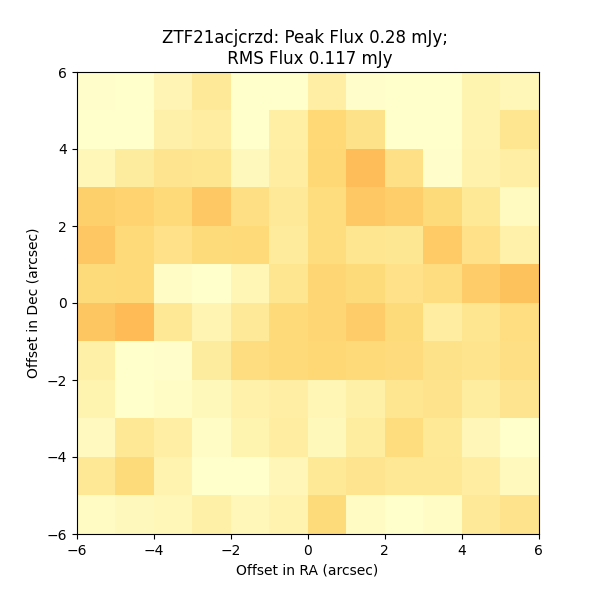 ZTF21acjcrzd: Peak Flux 0.28 mJy;
RMS Flux 0.117 mJy
6
4
2
0
−2
−4
−6
Offset in Dec (arcsec)
−6 −4 −2 0 2 4 6
Offset in RA (arcsec)